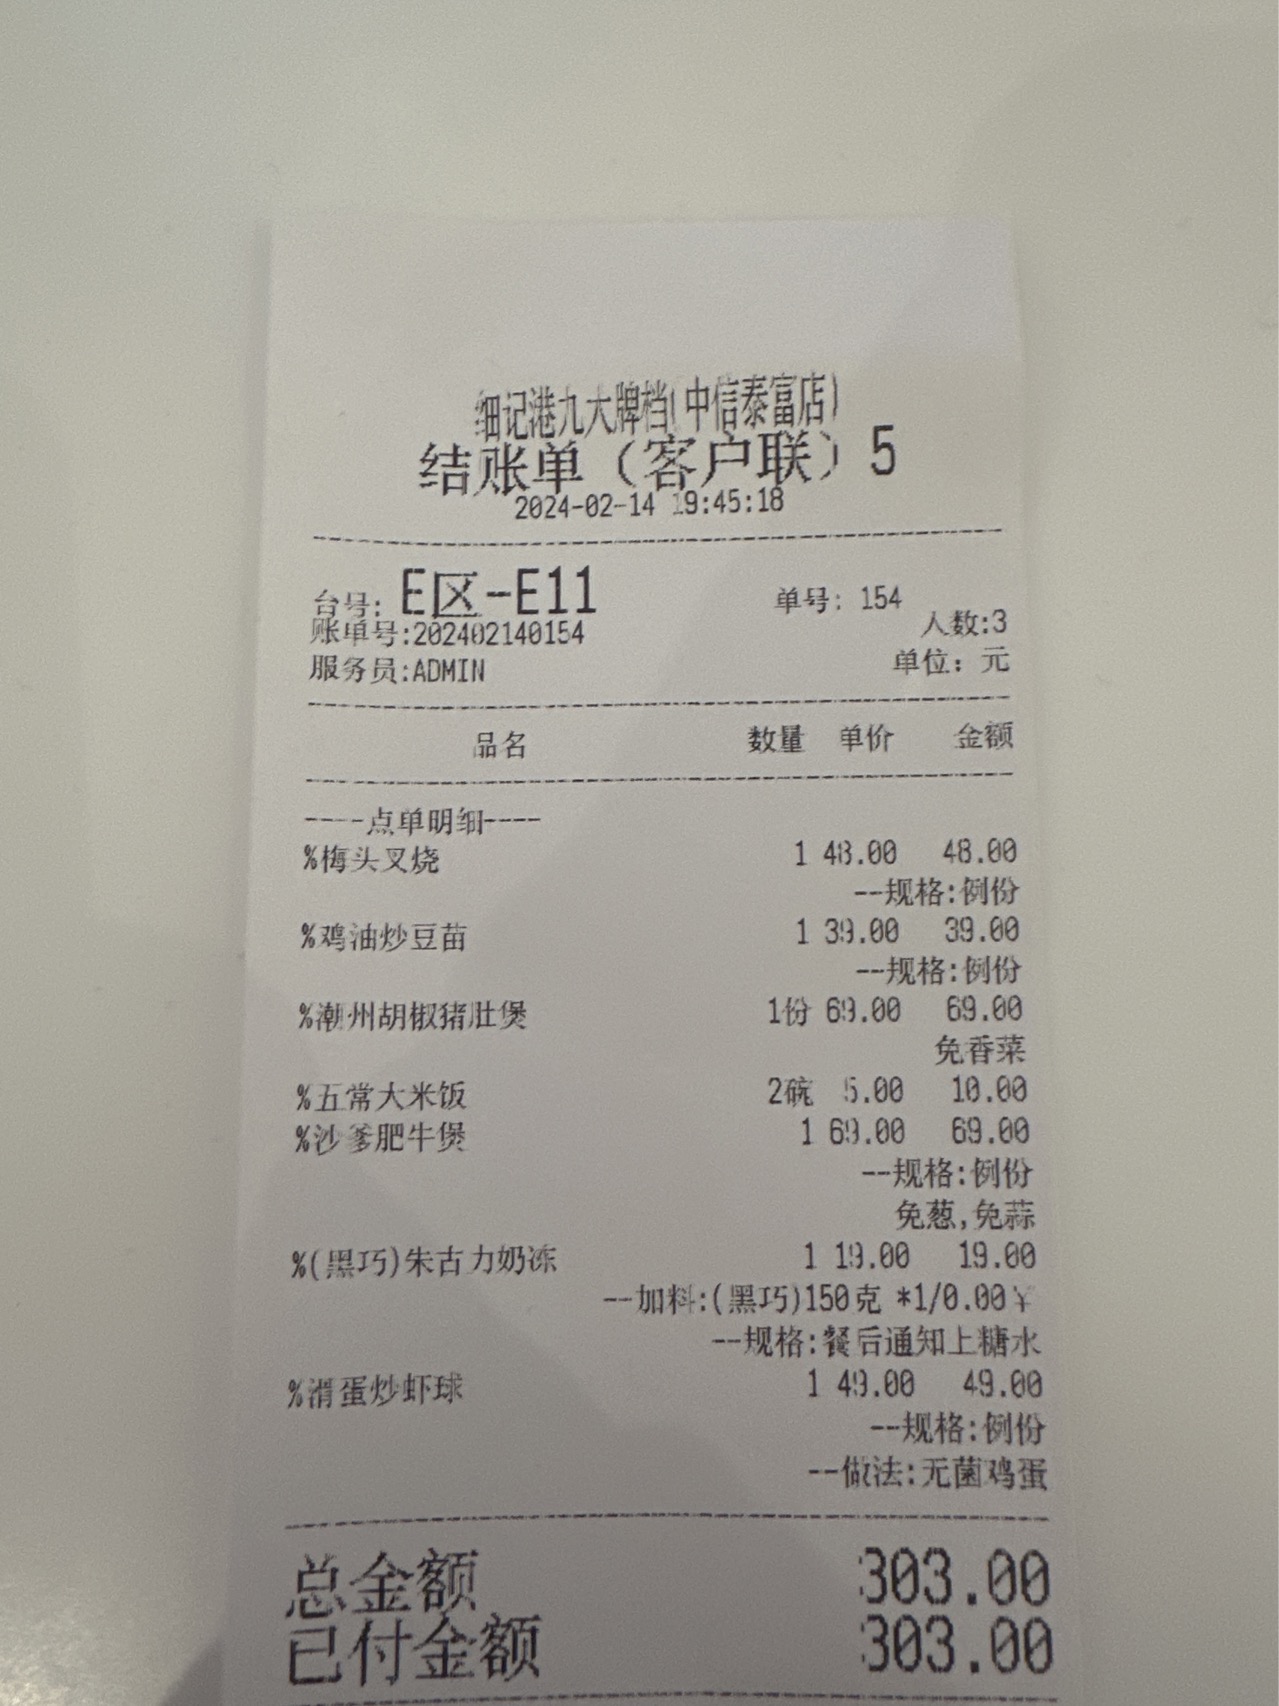 细记港九大牌档(中信泰富店)
结账单（客户联）5
2024-02-14 19:45:18
台号: E区-E11 单号: 154
账单号:202402140154 人数:3
服务员:ADMIN 单位: 元
品名 数量 单价 金额
----点单明细----
%梅头叉烧 1 48.00 48.00
--规格:例份
%鸡油炒豆苗 1 39.00 39.00
--规格:例份
%潮州胡椒猪肚煲 1份 69.00 69.00
免香菜
%五常大米饭 2碗 5.00 10.00
%沙爹肥牛煲 1 69.00 69.00
--规格:例份
免葱,免蒜
%(黑巧)朱古力奶冻 1 19.00 19.00
--加料:(黑巧)150克 *1/0.00¥
--规格:餐后通知上糖水
%滑蛋炒虾球 1 49.00 49.00
--规格:例份
--做法:无菌鸡蛋
总金额 303.00
已付金额 303.00